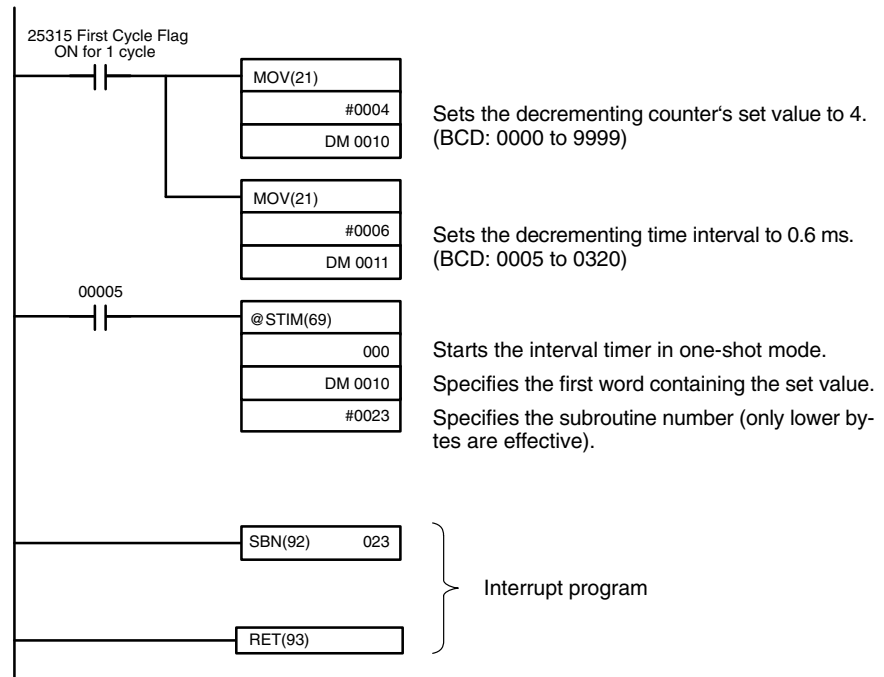 25315 First Cycle Flag
ON for 1 cycle
MOV(21)
#0004
DM 0010
Sets the decrementing counter‘s set value to 4.
(BCD: 0000 to 9999)
MOV(21)
#0006
DM 0011
Sets the decrementing time interval to 0.6 ms.
(BCD: 0005 to 0320)
00005
@STIM(69)
000
Starts the interval timer in one-shot mode.
DM 0010
Specifies the first word containing the set value.
#0023
Specifies the subroutine number (only lower by-
tes are effective).
SBN(92) 023
Interrupt program
RET(93)